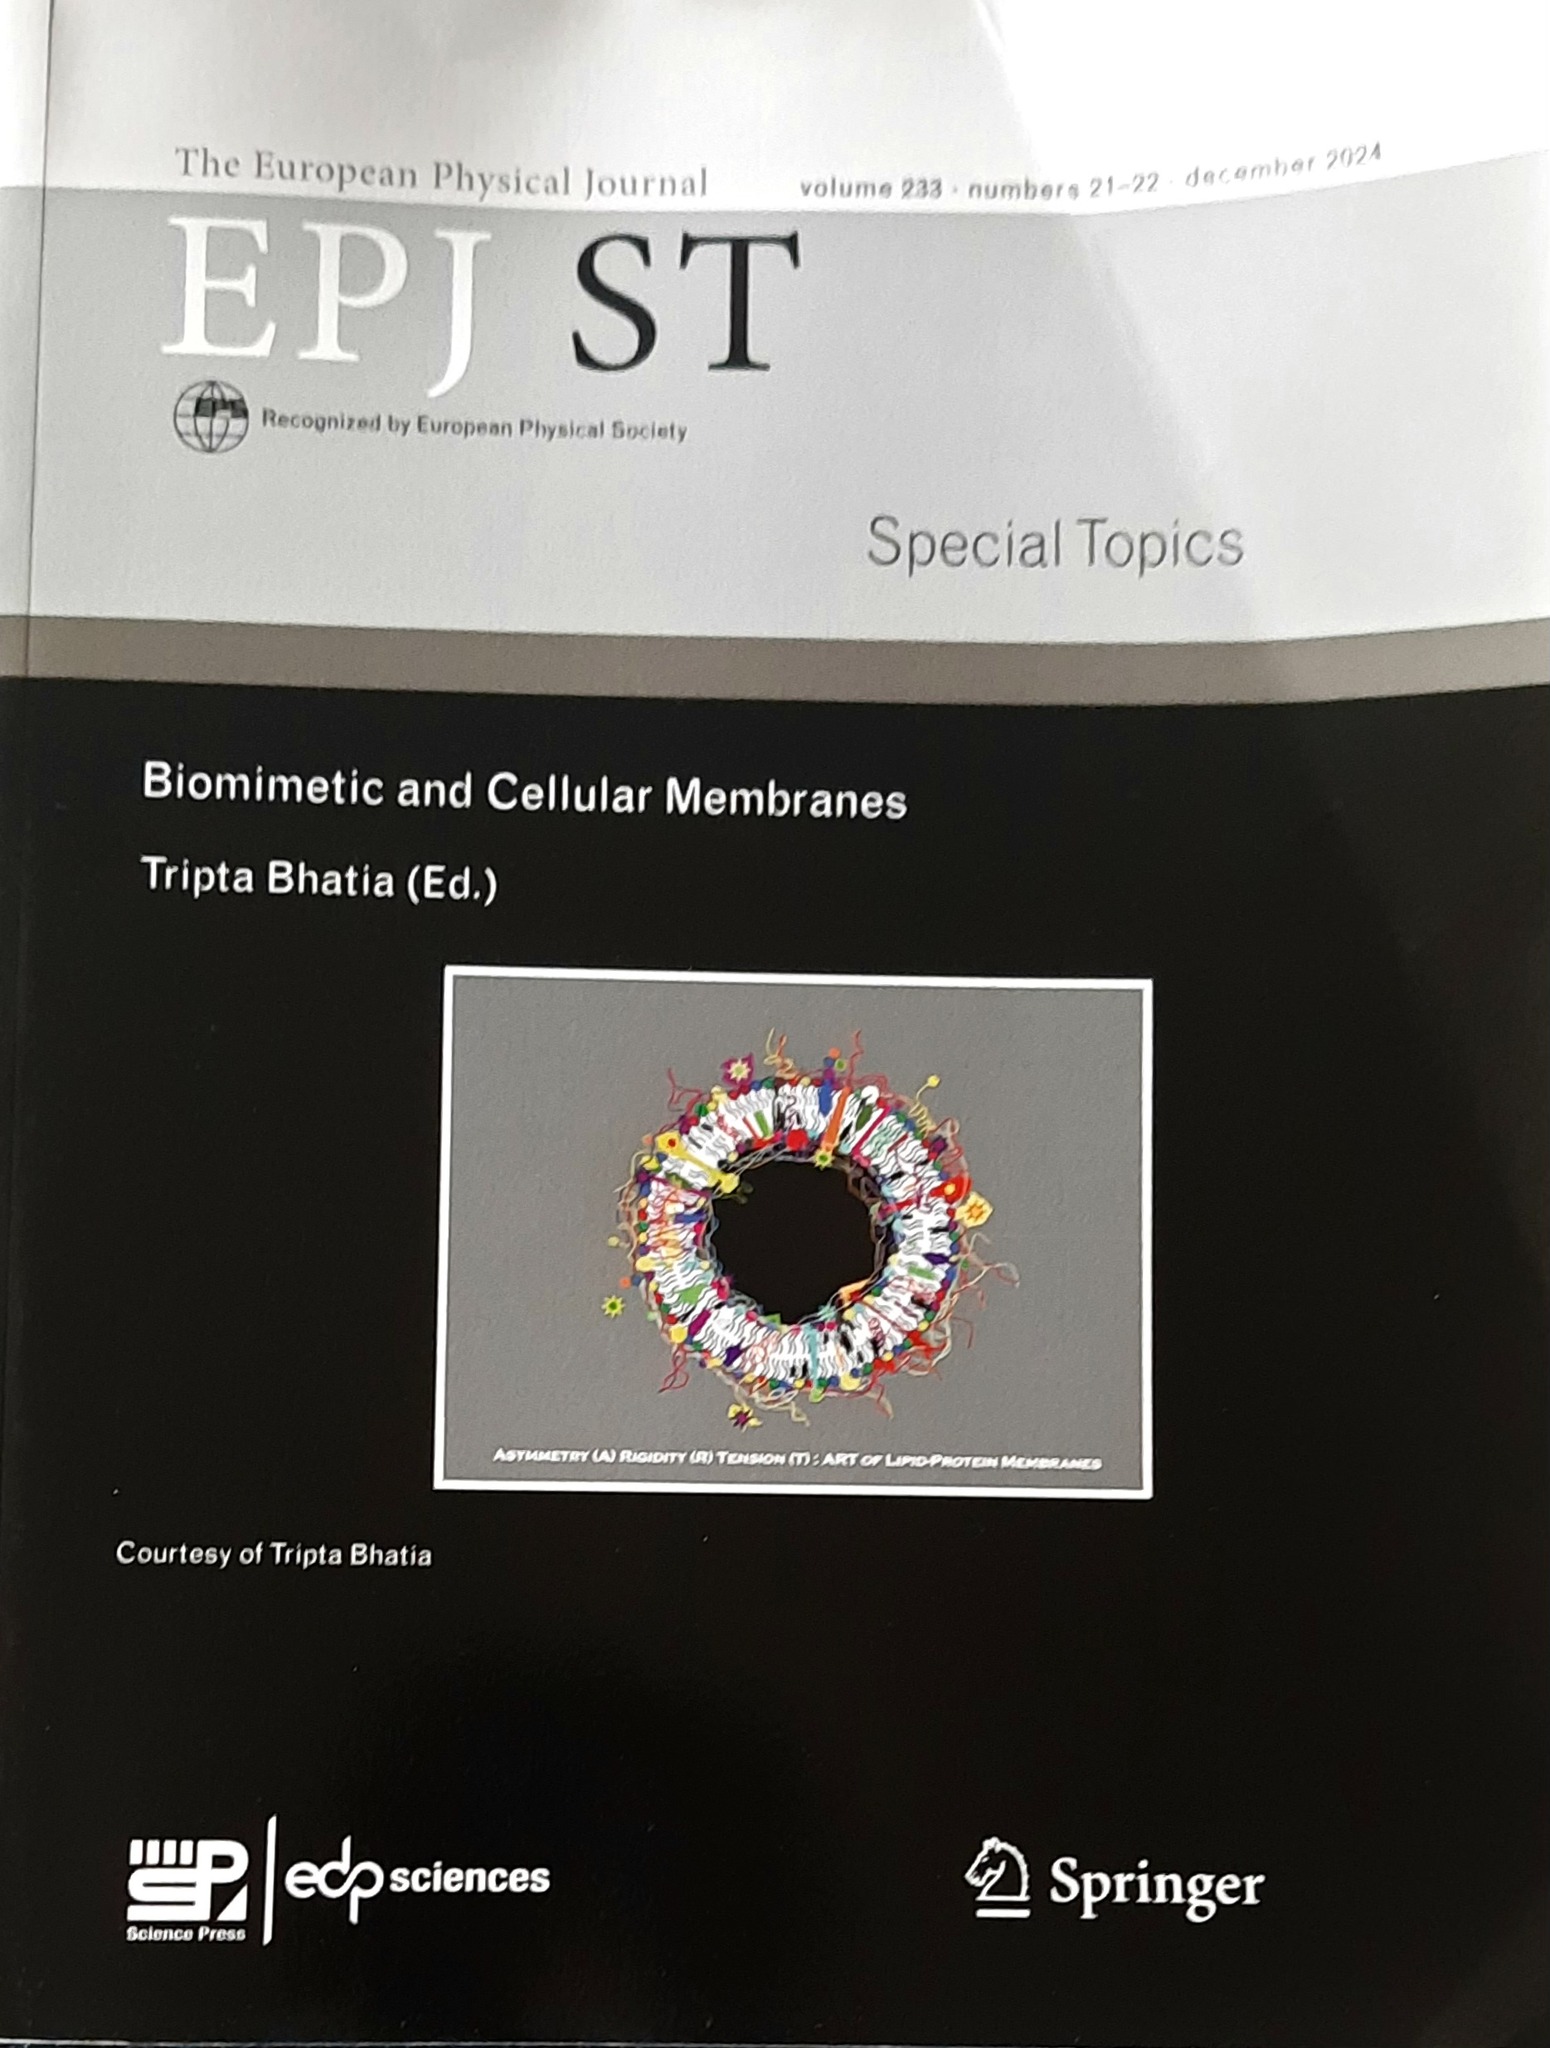 The European Physical Journal
volume 233 · numbers 21–22 · december 2024
EPJ ST
EPS
Recognized by European Physical Society
Special Topics
Biomimetic and Cellular Membranes
Tripta Bhatia (Ed.)
ASYMMETRY (A) RIGIDITY (R) TENSION (T) : ART OF LIPID-PROTEIN MEMBRANES
Courtesy of Tripta Bhatia
Science Press
edp sciences
Springer